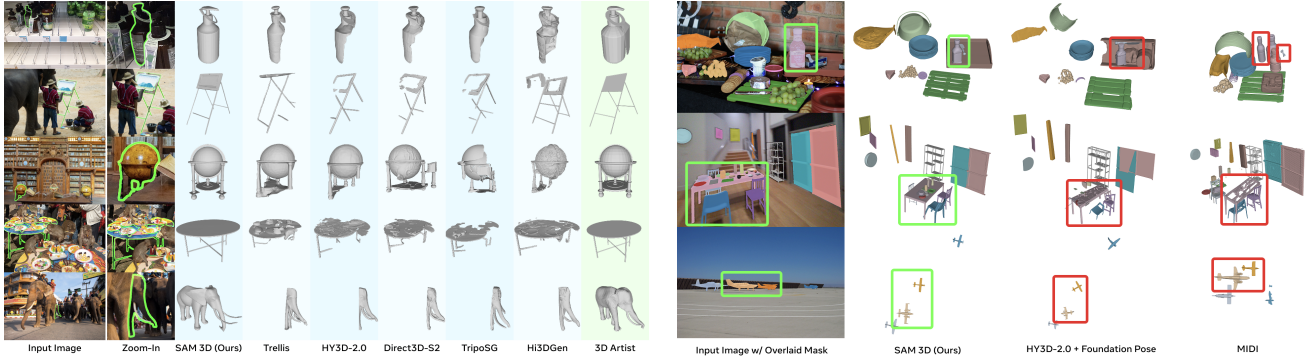 Input Image
Zoom-In
SAM 3D (Ours)
Trellis
HY3D-2.0
Direct3D-S2
TripoSG
Hi3DGen
3D Artist
Input Image w/ Overlaid Mask
SAM 3D (Ours)
HY3D-2.0 + Foundation Pose
MIDI